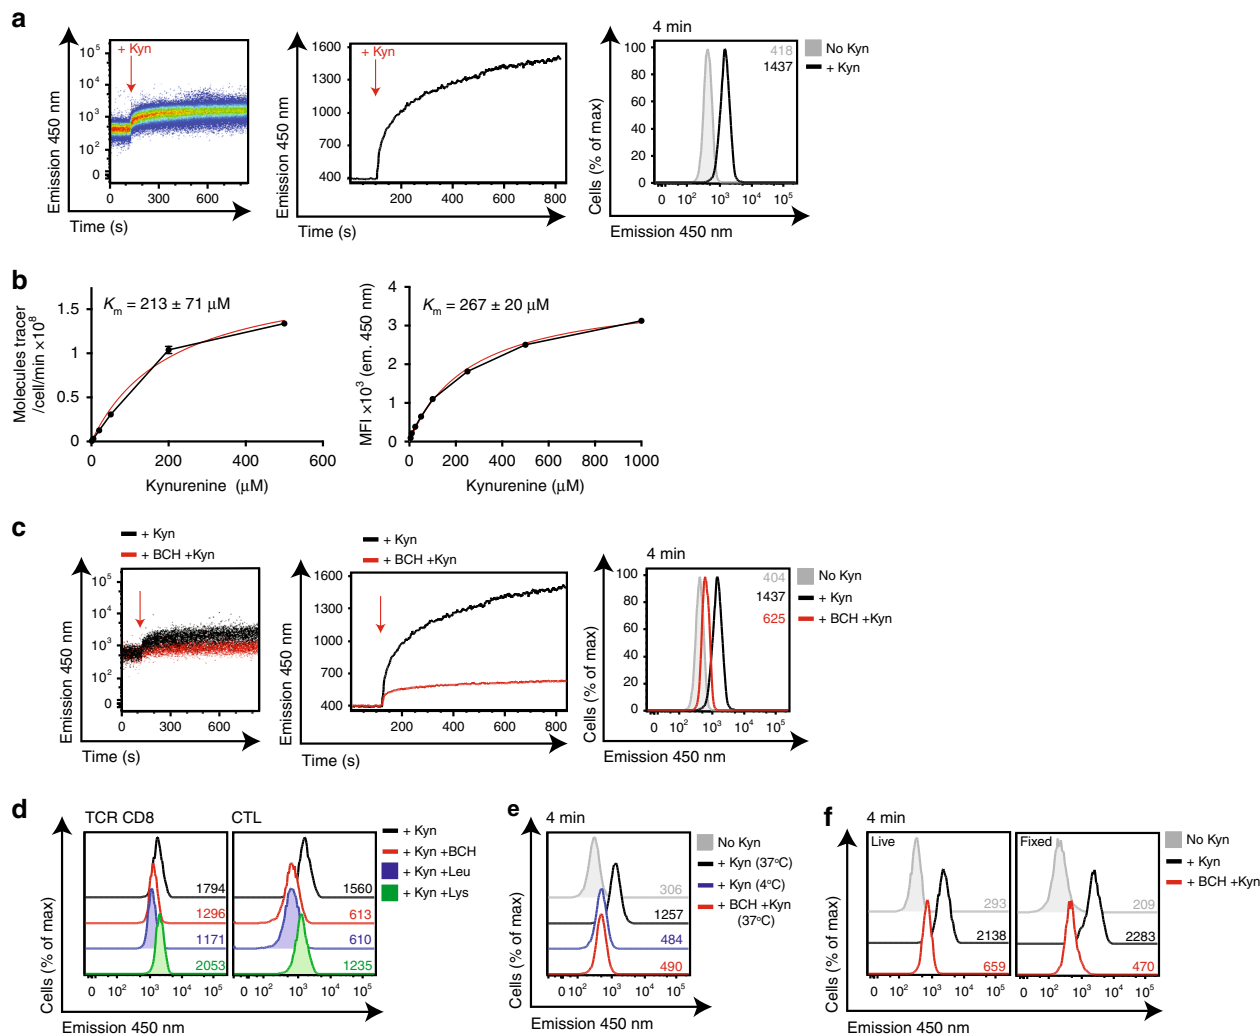 a
+ Kyn
Emission 450 nm
10^5
10^4
10^3
10^2
0
0 300 600
Time (s)
+ Kyn
Emission 450 nm
1600
1300
1000
700
400
200 400 600 800
Time (s)
4 min
418
1437
No Kyn
+ Kyn
Cells (% of max)
100
80
60
40
20
0
0 10^2 10^3 10^4 10^5
Emission 450 nm
b
K_m = 213 ± 71 μM
Molecules tracer
/cell/min ×10^8
1.5
1
0.5
0
0 200 400 600
Kynurenine (μM)
K_m = 267 ± 20 μM
MFI ×10^3 (em. 450 nm)
4
3
2
1
0
0 250 500 750 1000
Kynurenine (μM)
c
+ Kyn
+ BCH +Kyn
Emission 450 nm
10^5
10^4
10^3
10^2
0
0 300 600
Time (s)
+ Kyn
+ BCH +Kyn
Emission 450 nm
1600
1300
1000
700
400
200 400 600 800
Time (s)
4 min
404
1437
625
No Kyn
+ Kyn
+ BCH +Kyn
Cells (% of max)
100
80
60
40
20
0
0 10^2 10^3 10^4 10^5
Emission 450 nm
d
TCR CD8
CTL
+ Kyn
+ Kyn +BCH
+ Kyn +Leu
+ Kyn +Lys
Cells (% of max)
1794
1296
1171
2053
1560
613
610
1235
0 10^2 10^3 10^4 10^5
0 10^2 10^3 10^4 10^5
Emission 450 nm
e
4 min
No Kyn
+ Kyn (37°C)
+ Kyn (4°C)
+ BCH +Kyn
(37°C)
Cells (% of max)
306
1257
484
490
0 10^2 10^3 10^4 10^5
Emission 450 nm
f
4 min
Live
Fixed
No Kyn
+ Kyn
+ BCH +Kyn
Cells (% of max)
293
2138
659
209
2283
470
0 10^2 10^3 10^4 10^5
0 10^2 10^3 10^4 10^5
Emission 450 nm